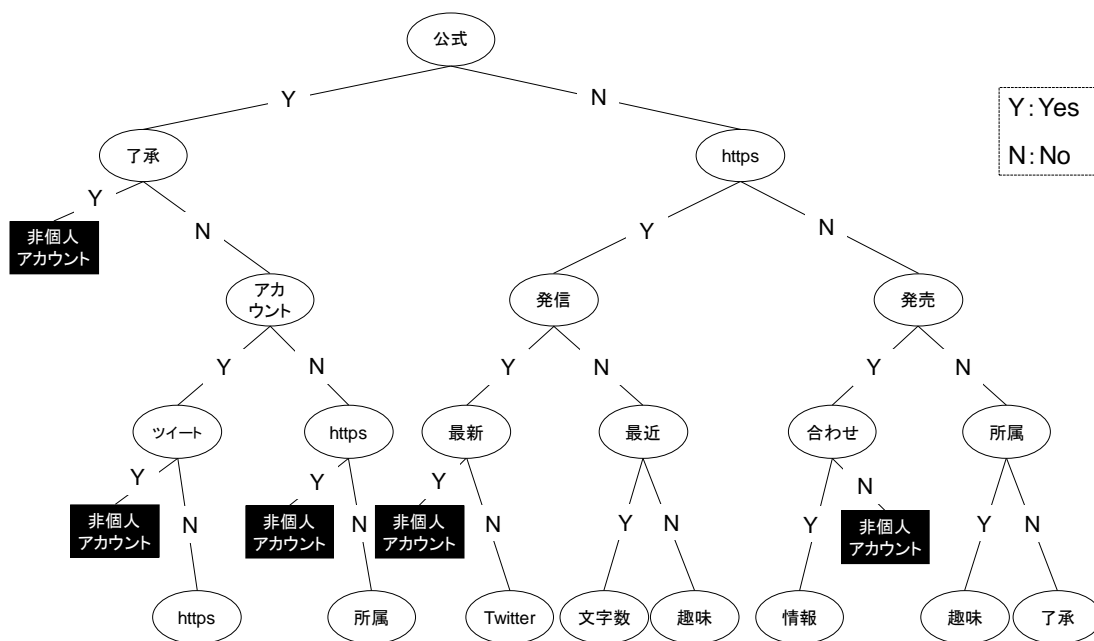 公式
Y
N
Y:Yes
N:No
了承
https
Y
N
Y
N
非個人
アカウント
アカ
ウント
発信
発売
Y
N
Y
N
Y
N
ツイート
https
最新
最近
合わせ
所属
Y
N
Y
N
Y
N
Y
N
Y
N
Y
N
非個人
アカウント
非個人
アカウント
非個人
アカウント
非個人
アカウント
https
所属
Twitter
文字数
趣味
情報
趣味
了承